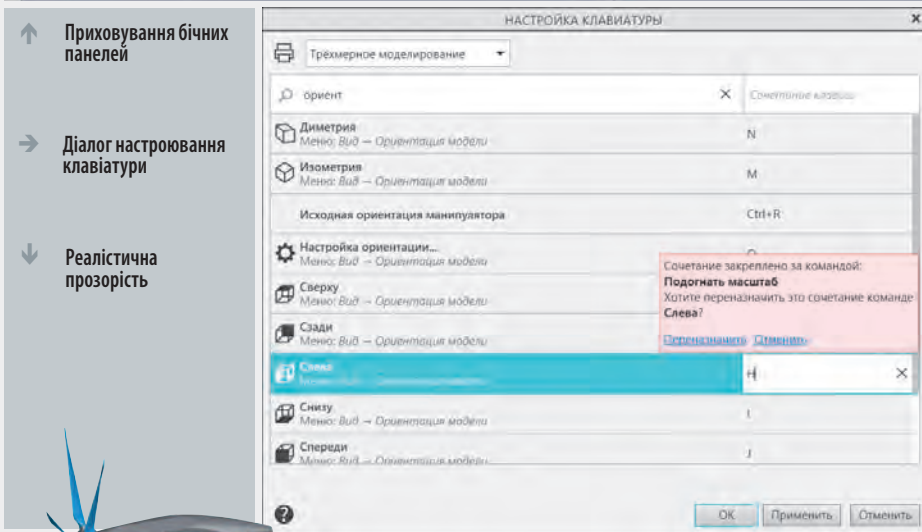 Приховування бічних
панелей
Діалог настроювання
клавіатури
Реалістична
прозорість
НАСТРОЙКА КЛАВИАТУРЫ
Трёхмерное моделирование
ориент
Сочетание клавиш
Диметрия
Меню: Вид — Ориентация модели
N
Изометрия
Меню: Вид — Ориентация модели
M
Исходная ориентация манипулятора
Ctrl+R
Настройка ориентации...
Меню: Вид — Ориентация модели
Сверху
Меню: Вид — Ориентация модели
Сзади
Меню: Вид — Ориентация модели
Сочетание закреплено за командой:
Подогнать масштаб
Хотите переназначить это сочетание команде
Слева?
Переназначить Отменить
Слева
H
Снизу
Меню: Вид — Ориентация модели
Спереди
Меню: Вид — Ориентация модели
J
ОК Применить Отменить